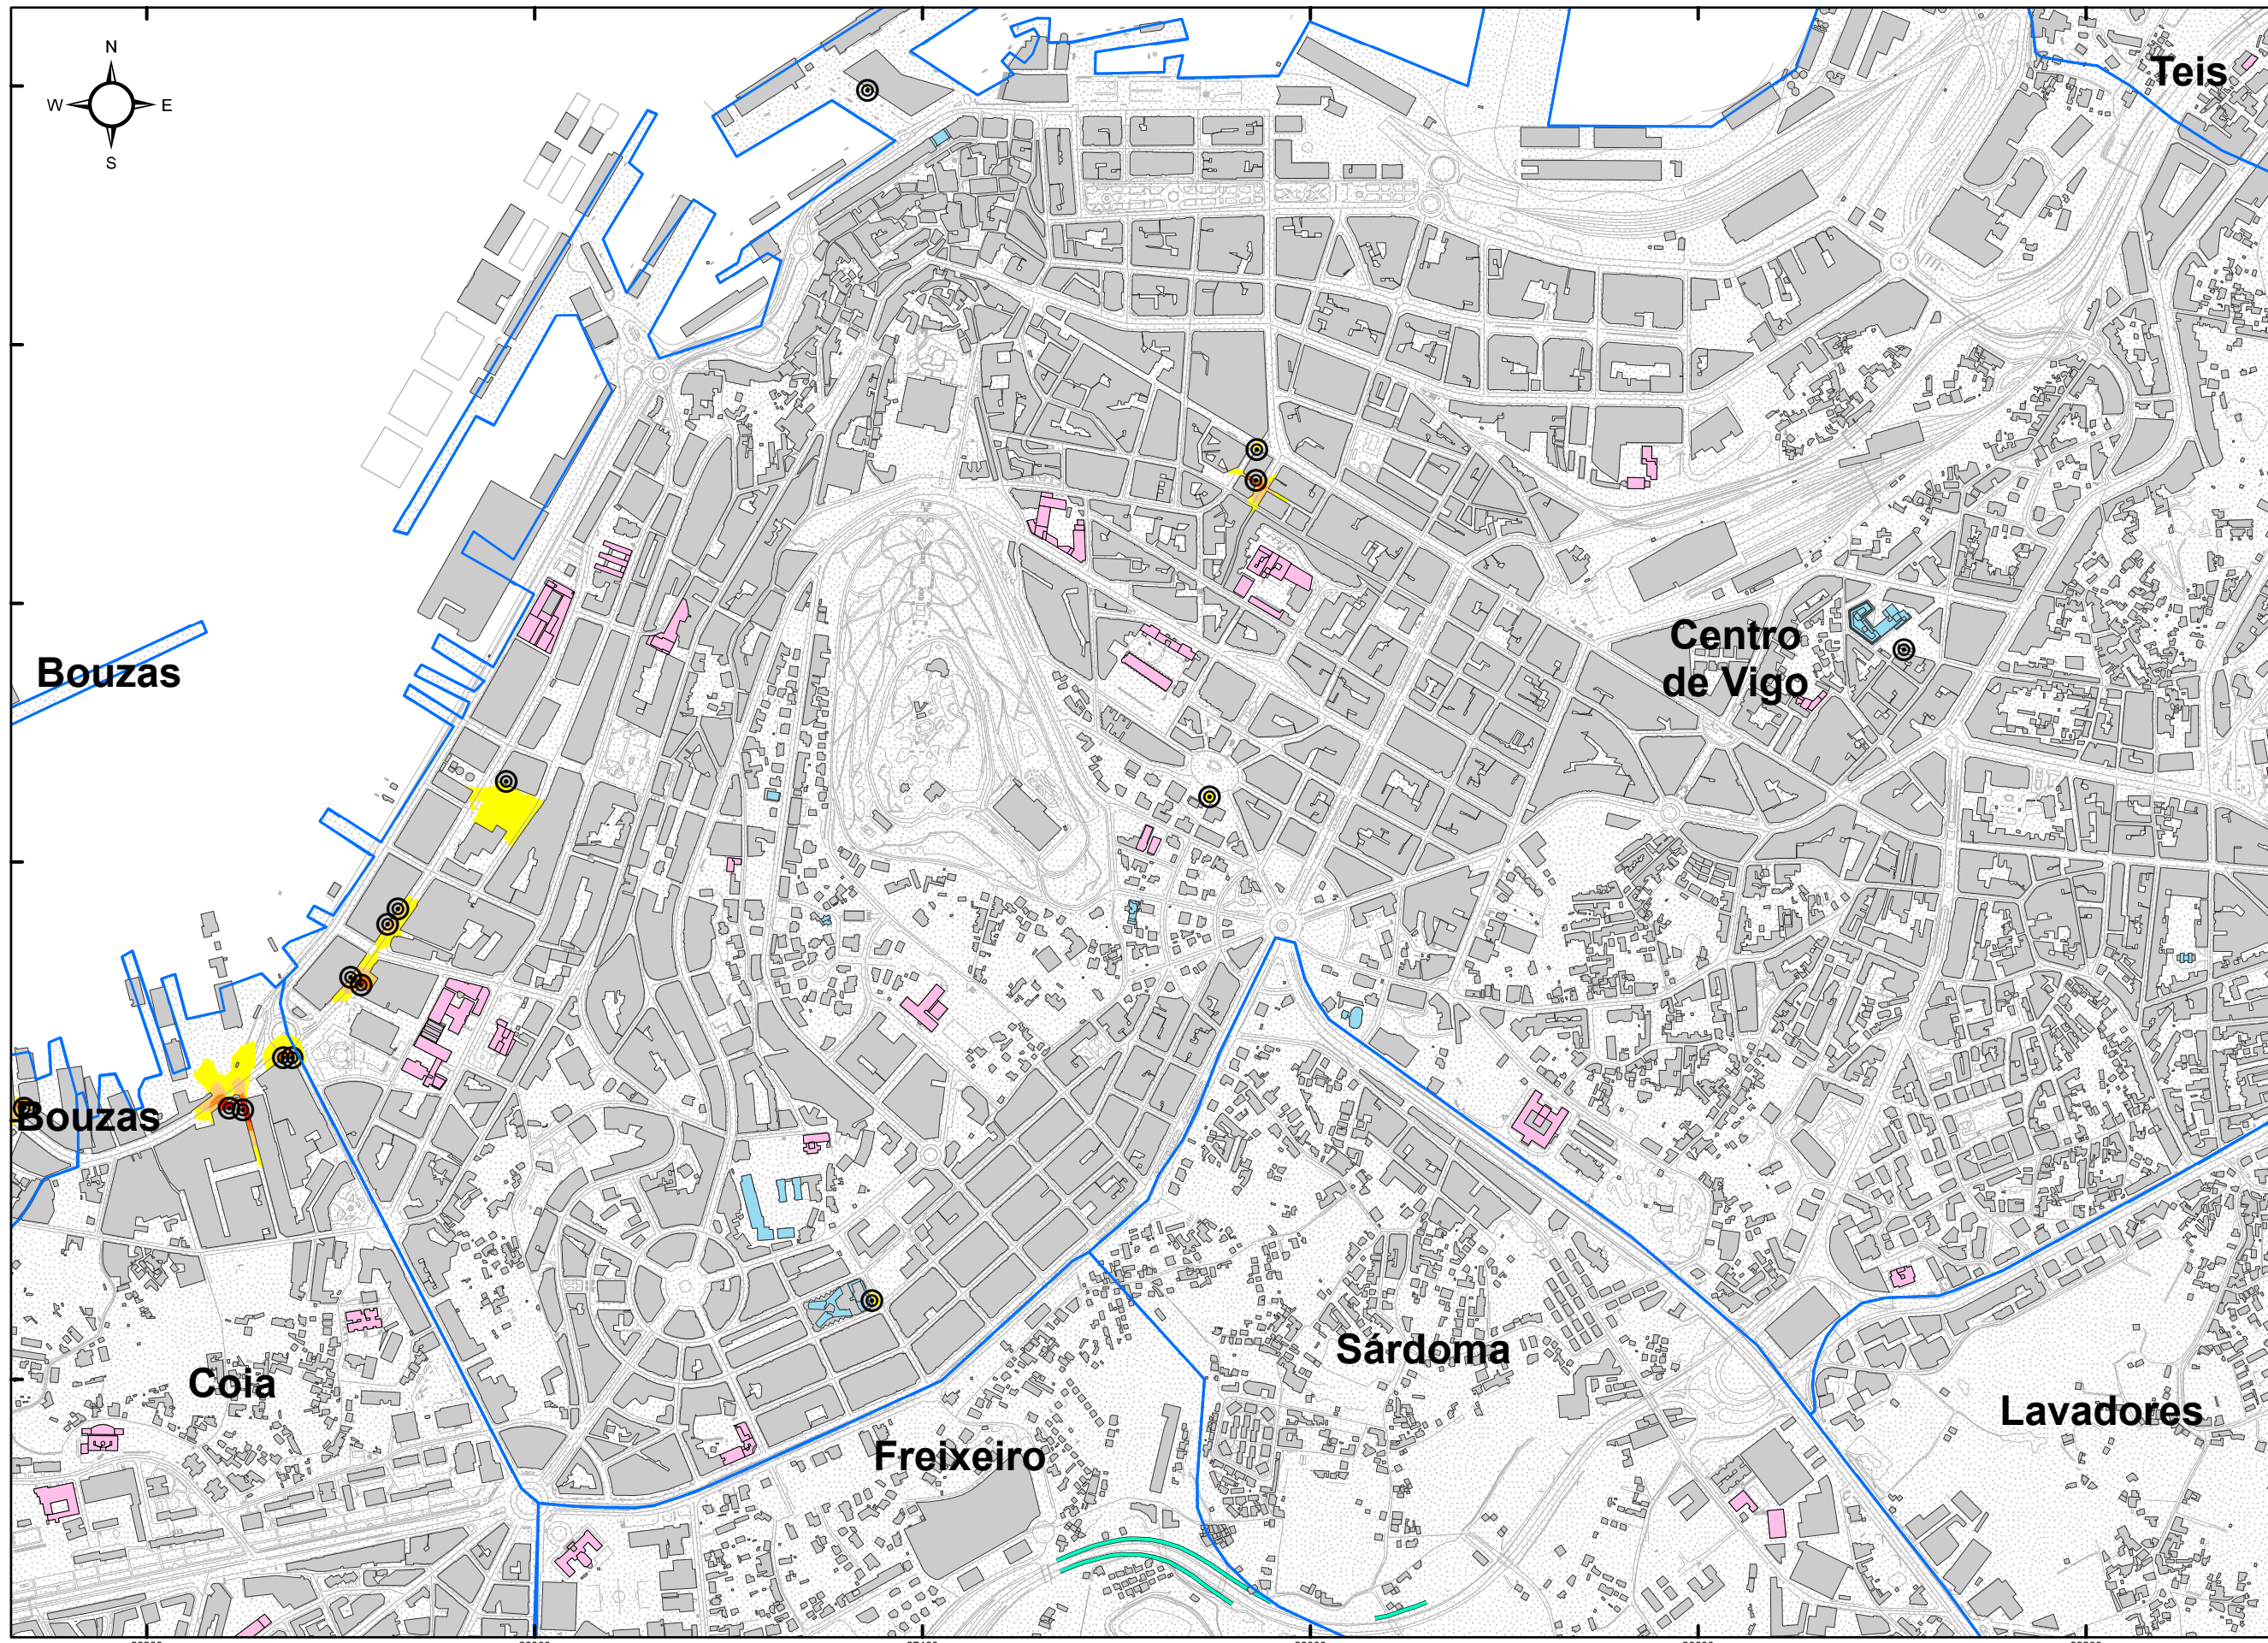 N
W E
S
Teis
Centro
de Vigo
Bouzas
Bouzas
Coia
Sárdoma
Lavadores
Freixeiro